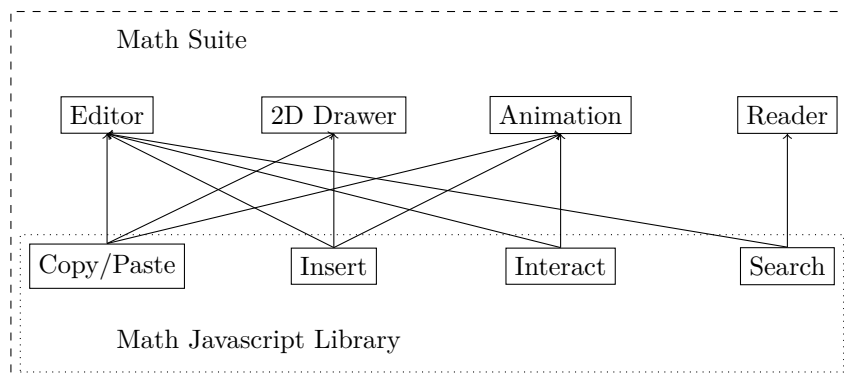 Math Suite
Editor
2D Drawer
Animation
Reader
Copy/Paste
Insert
Interact
Search
Math Javascript Library